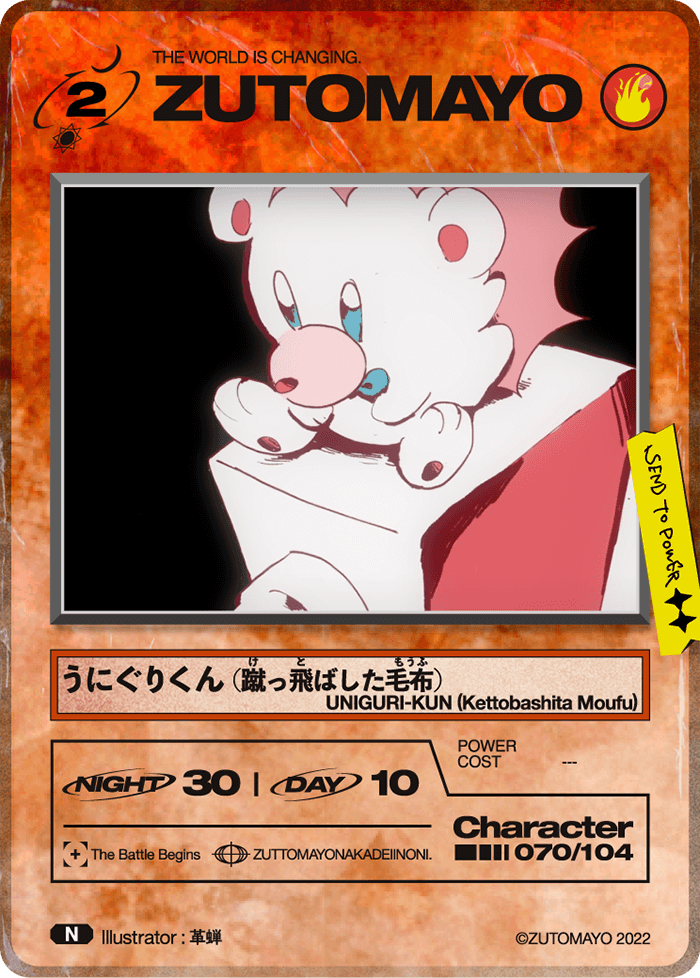 THE WORLD IS CHANGING.
2
ZUTOMAYO
SEND TO POWER
けともうふ
うにぐりくん（蹴っ飛ばした毛布）
UNIGURI-KUN (Kettobashita Moufu)
POWER
COST ---
NIGHT 30 | DAY 10
Character
The Battle Begins ZUTTOMAYONAKADEIINONI.
070/104
N Illustrator : 革蝉
©ZUTOMAYO 2022